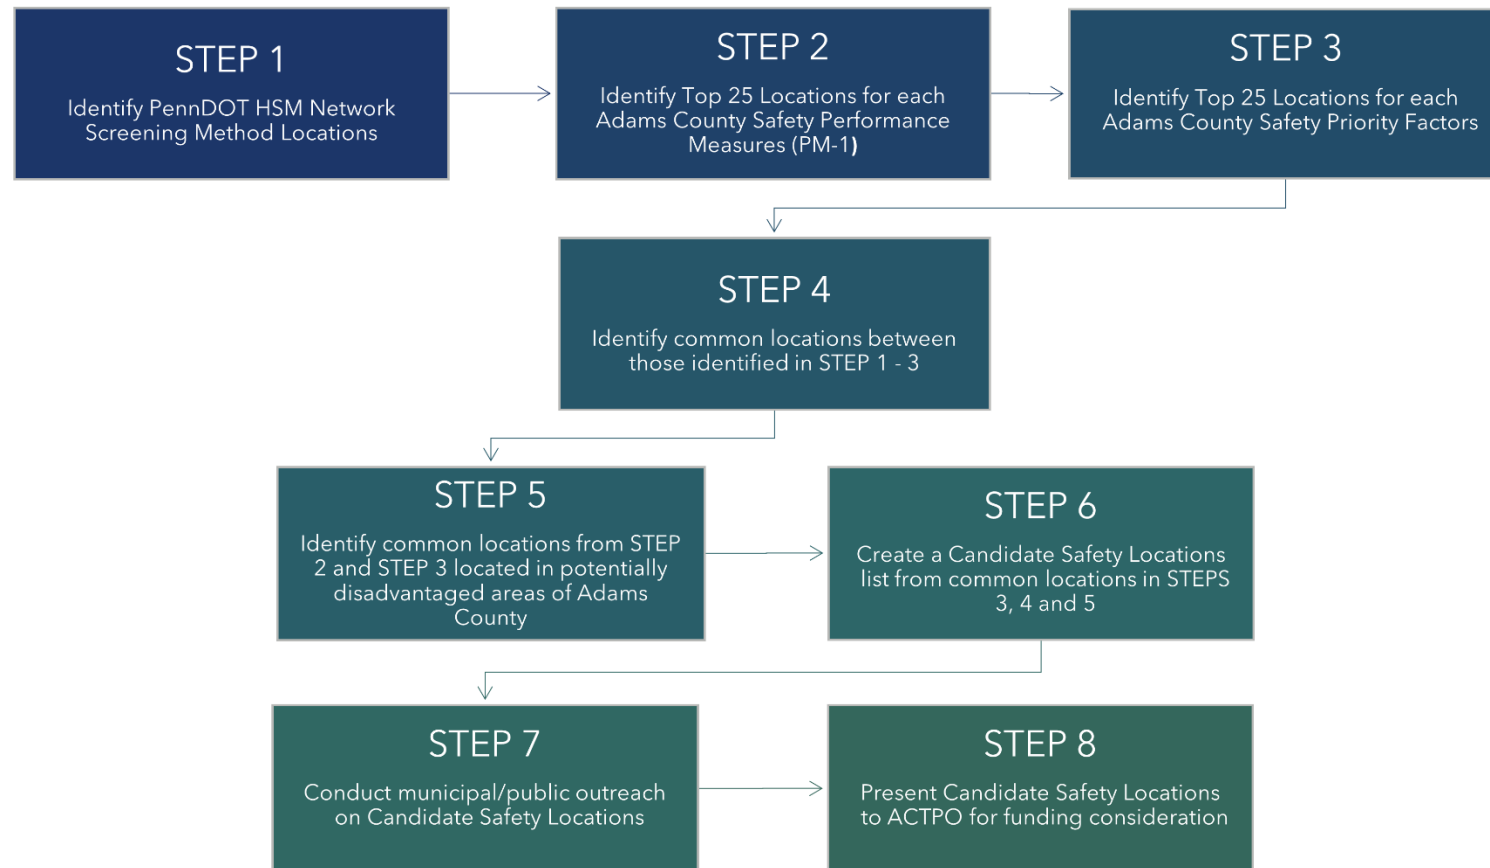 STEP 1
Identify PennDOT HSM Network
Screening Method Locations
STEP 2
Identify Top 25 Locations for each
Adams County Safety Performance
Measures (PM-1)
STEP 3
Identify Top 25 Locations for each
Adams County Safety Priority Factors
STEP 4
Identify common locations between
those identified in STEP 1 - 3
STEP 5
Identify common locations from STEP
2 and STEP 3 located in potentially
disadvantaged areas of Adams
County
STEP 6
Create a Candidate Safety Locations
list from common locations in STEPS
3, 4 and 5
STEP 7
Conduct municipal/public outreach
on Candidate Safety Locations
STEP 8
Present Candidate Safety Locations
to ACTPO for funding consideration